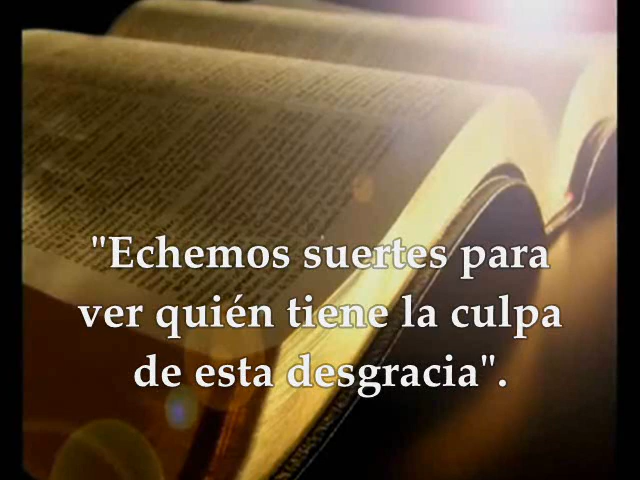 "Echemos suertes para
ver quién tiene la culpa
de esta desgracia".